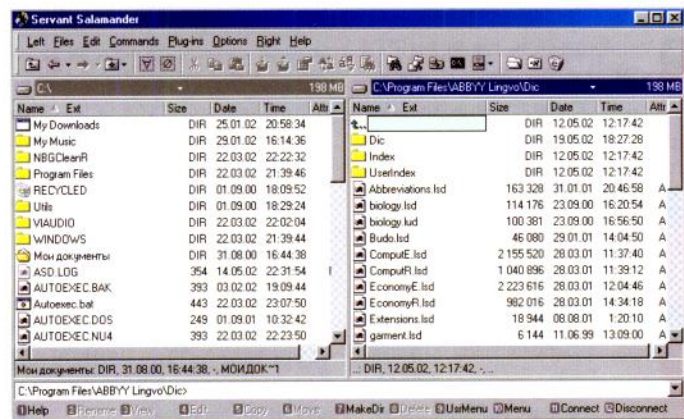 Servant Salamander
Left Files Edit Commands Plug-ins Options Right Help
C:\ 198 MB
Name Ext Size Date Time Attr
My Downloads DIR 25.01.02 20:58:34
My Music DIR 29.01.02 16:14:36
NBGCleanR DIR 22.03.02 22:22:32
Program Files DIR 22.03.02 21:39:46
RECYCLED DIR 01.09.00 18:09:52
Utils DIR 01.09.00 18:29:24
VIAUDIO DIR 22.03.02 22:02:04
WINDOWS DIR 22.03.02 21:39:44
Мои документы DIR 31.08.00 16:44:38
ASD.LOG 354 14.05.02 22:31:54
AUTOEXEC.BAK 393 03.02.02 19:09:44
Autoexec.bat 443 22.03.02 23:07:50
AUTOEXEC.DOS 249 01.09.01 10:32:42
AUTOEXEC.NU4 393 22.03.02 22:23:50
Мои документы: DIR, 31.08.00, 16:44:38, -, МОИДОК~1
C:\Program Files\ABBYY Lingvo\Dic 198 MB
Name Ext Size Date Time Attr
.. DIR 12.05.02 12:17:42
Dic DIR 19.05.02 18:27:28
Index DIR 12.05.02 12:17:42
UserIndex DIR 12.05.02 12:17:42
Abbreviations.lsd 163 328 31.01.01 20:46:58 A
biology.lsd 114 176 23.09.00 16:20:54 A
biology.lud 100 381 23.09.00 16:56:50 A
Budo.lsd 46 080 29.01.01 14:04:50 A
ComputE.lsd 2 155 520 28.03.01 11:37:40 A
ComputR.lsd 1 040 896 28.03.01 11:39:12 A
EconomyE.lsd 2 223 616 28.03.01 12:04:46 A
EconomyR.lsd 982 016 28.03.01 14:34:18 A
Extensions.lsd 18 944 08.08.01 1:20:10 A
garment.lsd 6 144 11.06.99 13:09:00 A
..: DIR, 12.05.02, 12:17:42, -, ...
C:\Program Files\ABBYY Lingvo\Dic>
Help Rename View Edit Copy Move MakeDir Delete UsrMenu Menu Connect Disconnect